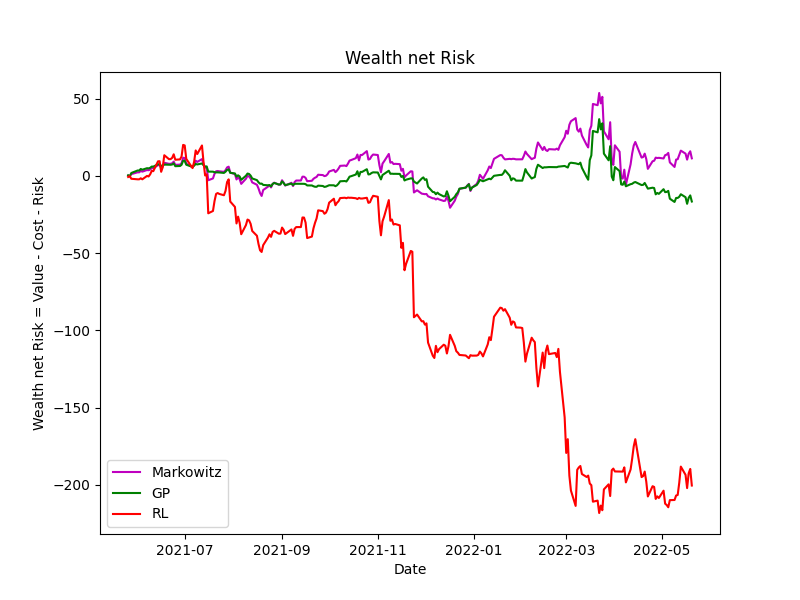 Wealth net Risk
Wealth net Risk = Value - Cost - Risk
50
0
−50
−100
−150
−200
Markowitz
GP
RL
2021-07
2021-09
2021-11
2022-01
2022-03
2022-05
Date